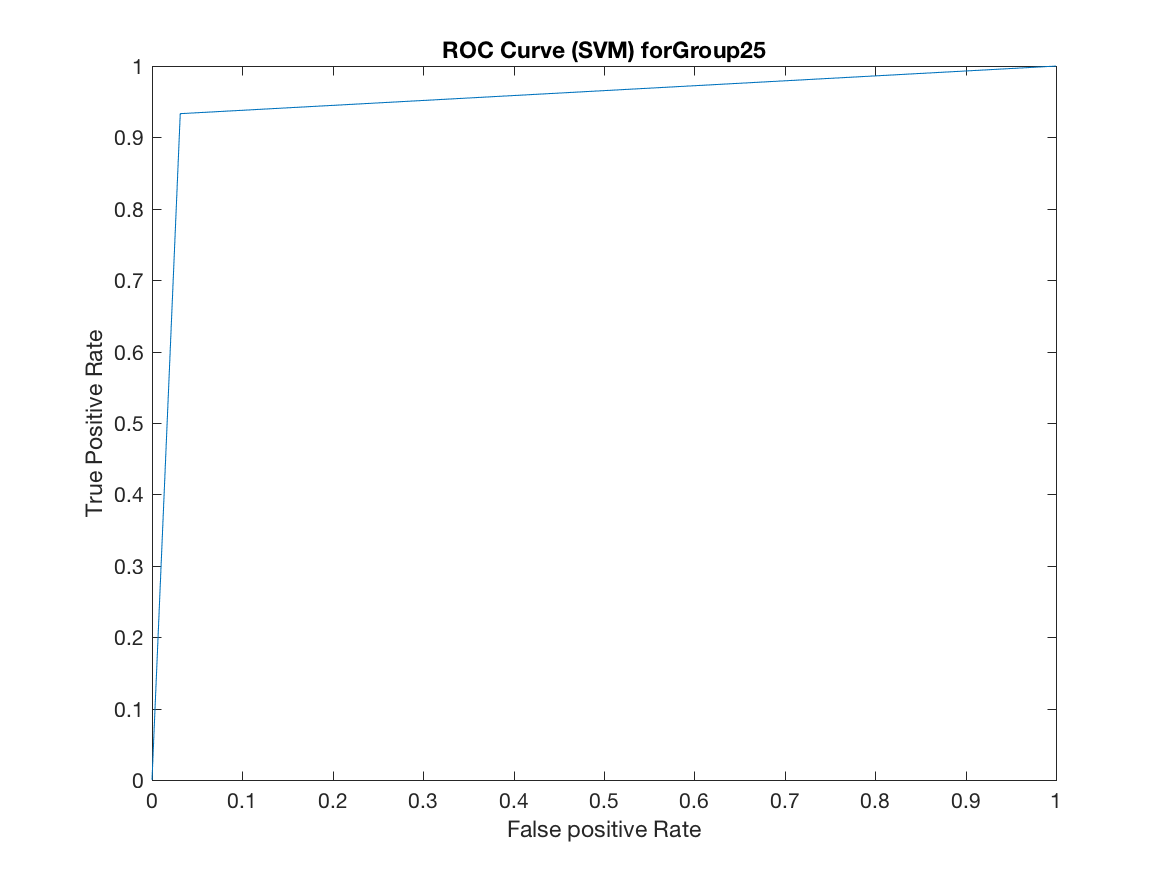 ROC Curve (SVM) forGroup25
1
0.9
0.8
0.7
0.6
0.5
0.4
0.3
0.2
0.1
0
True Positive Rate
0 0.1 0.2 0.3 0.4 0.5 0.6 0.7 0.8 0.9 1
False positive Rate